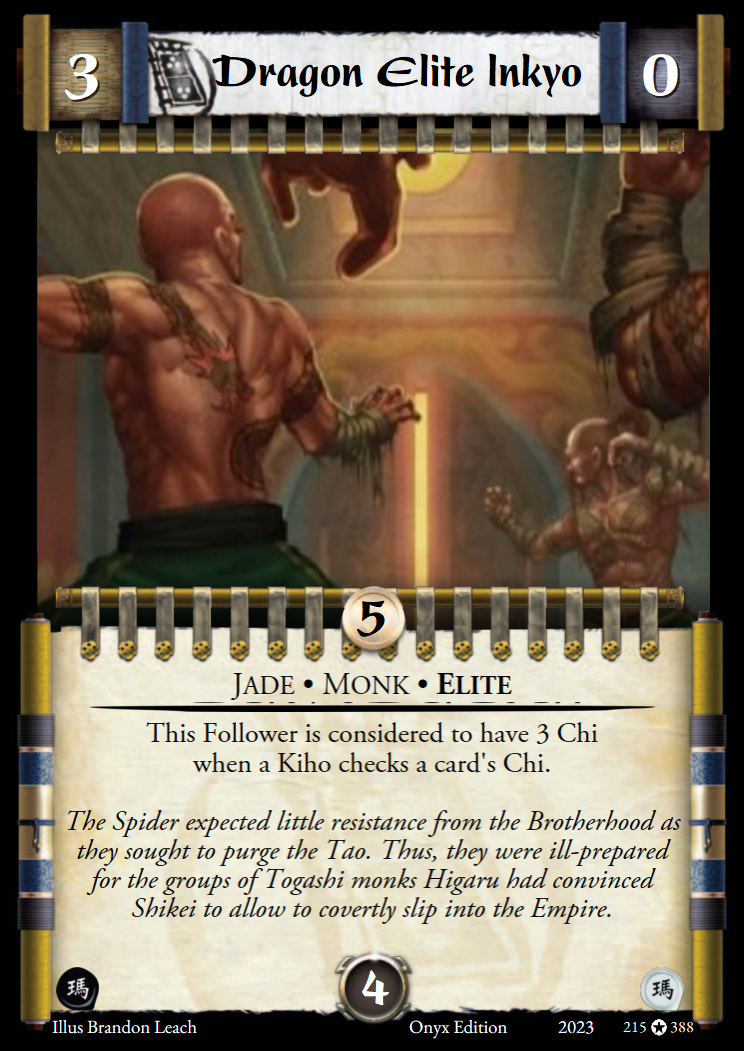 3 Dragon Elite Inkyo 0
5
Jade • Monk • Elite
This Follower is considered to have 3 Chi
when a Kiho checks a card's Chi.
The Spider expected little resistance from the Brotherhood as
they sought to purge the Tao. Thus, they were ill-prepared
for the groups of Togashi monks Higaru had convinced
Shikei to allow to covertly slip into the Empire.
瑪 4 瑪
Illus Brandon Leach Onyx Edition 2023 215 ✪ 388